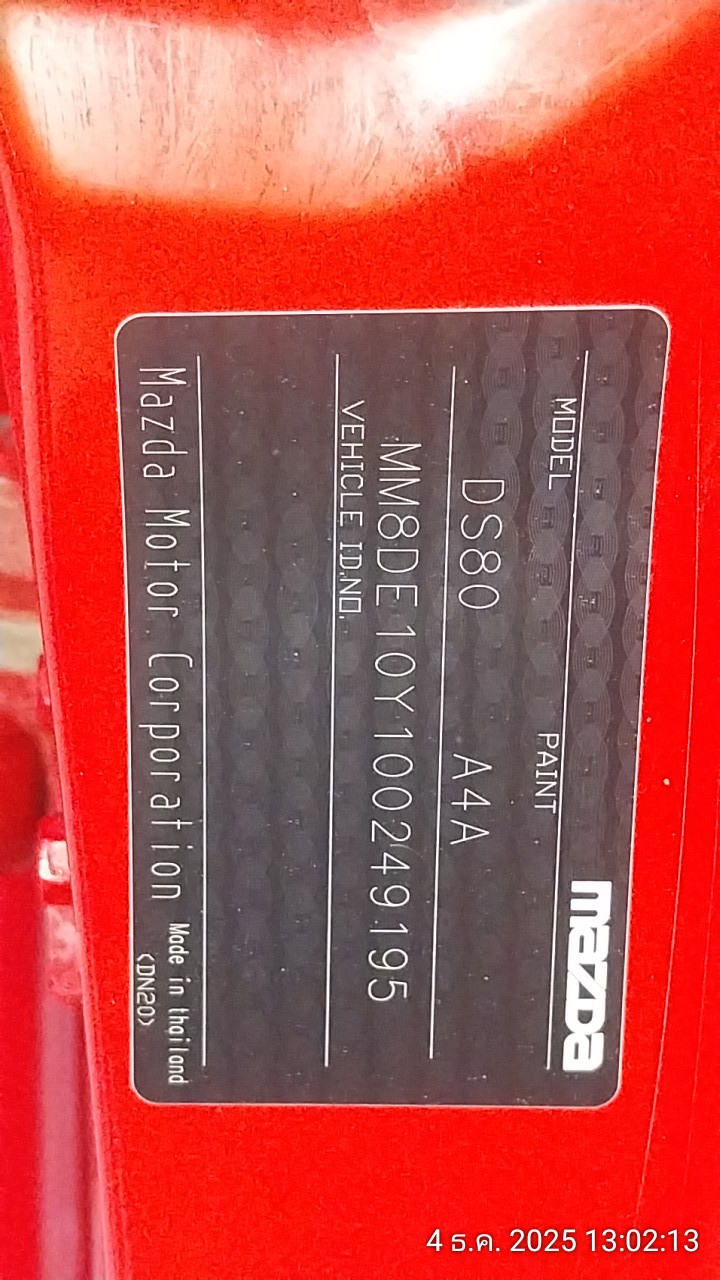 mazda
MODEL PAINT
DS80 A4A
MM8DE10Y100249195
VEHICLE ID.NO.
Mazda Motor Corporation Made in thailand
<DN20>
4 ธ.ค. 2025 13:02:13